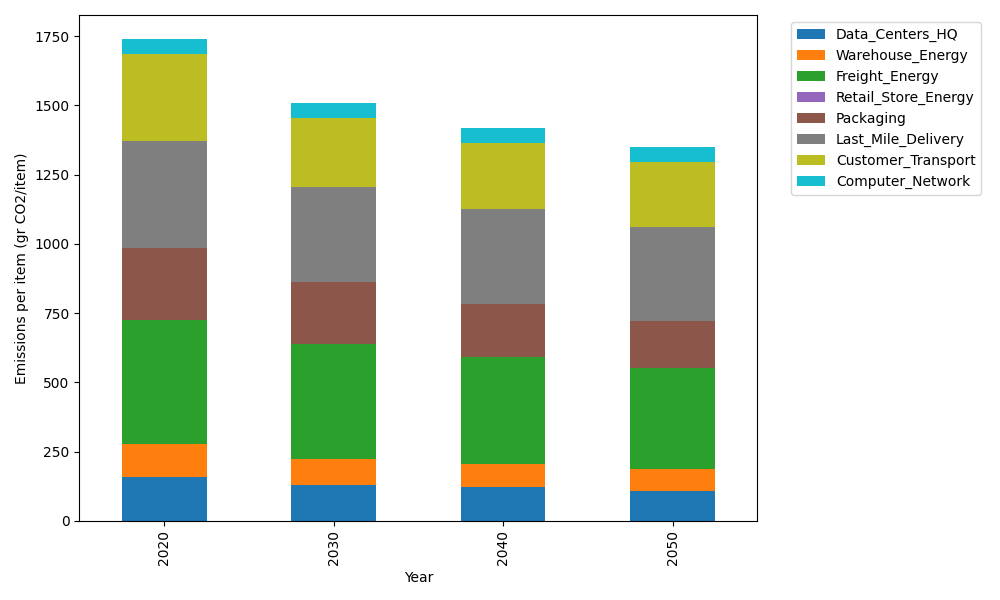 1750
1500
1250
1000
750
500
250
0
Emissions per item (gr CO2/item)
2020
2030
2040
2050
Year
Data_Centers_HQ
Warehouse_Energy
Freight_Energy
Retail_Store_Energy
Packaging
Last_Mile_Delivery
Customer_Transport
Computer_Network